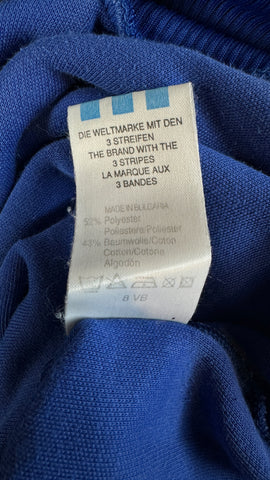 DIE WELTMARKE MIT DEN
3 STREIFEN
THE BRAND WITH THE
3 STRIPES
LA MARQUE AUX
3 BANDES
MADE IN BULGARIA
Polyester
Poliestere/Poliester
Baumwolle/Coton
Cotton/Cotone
Algodón
8 VB